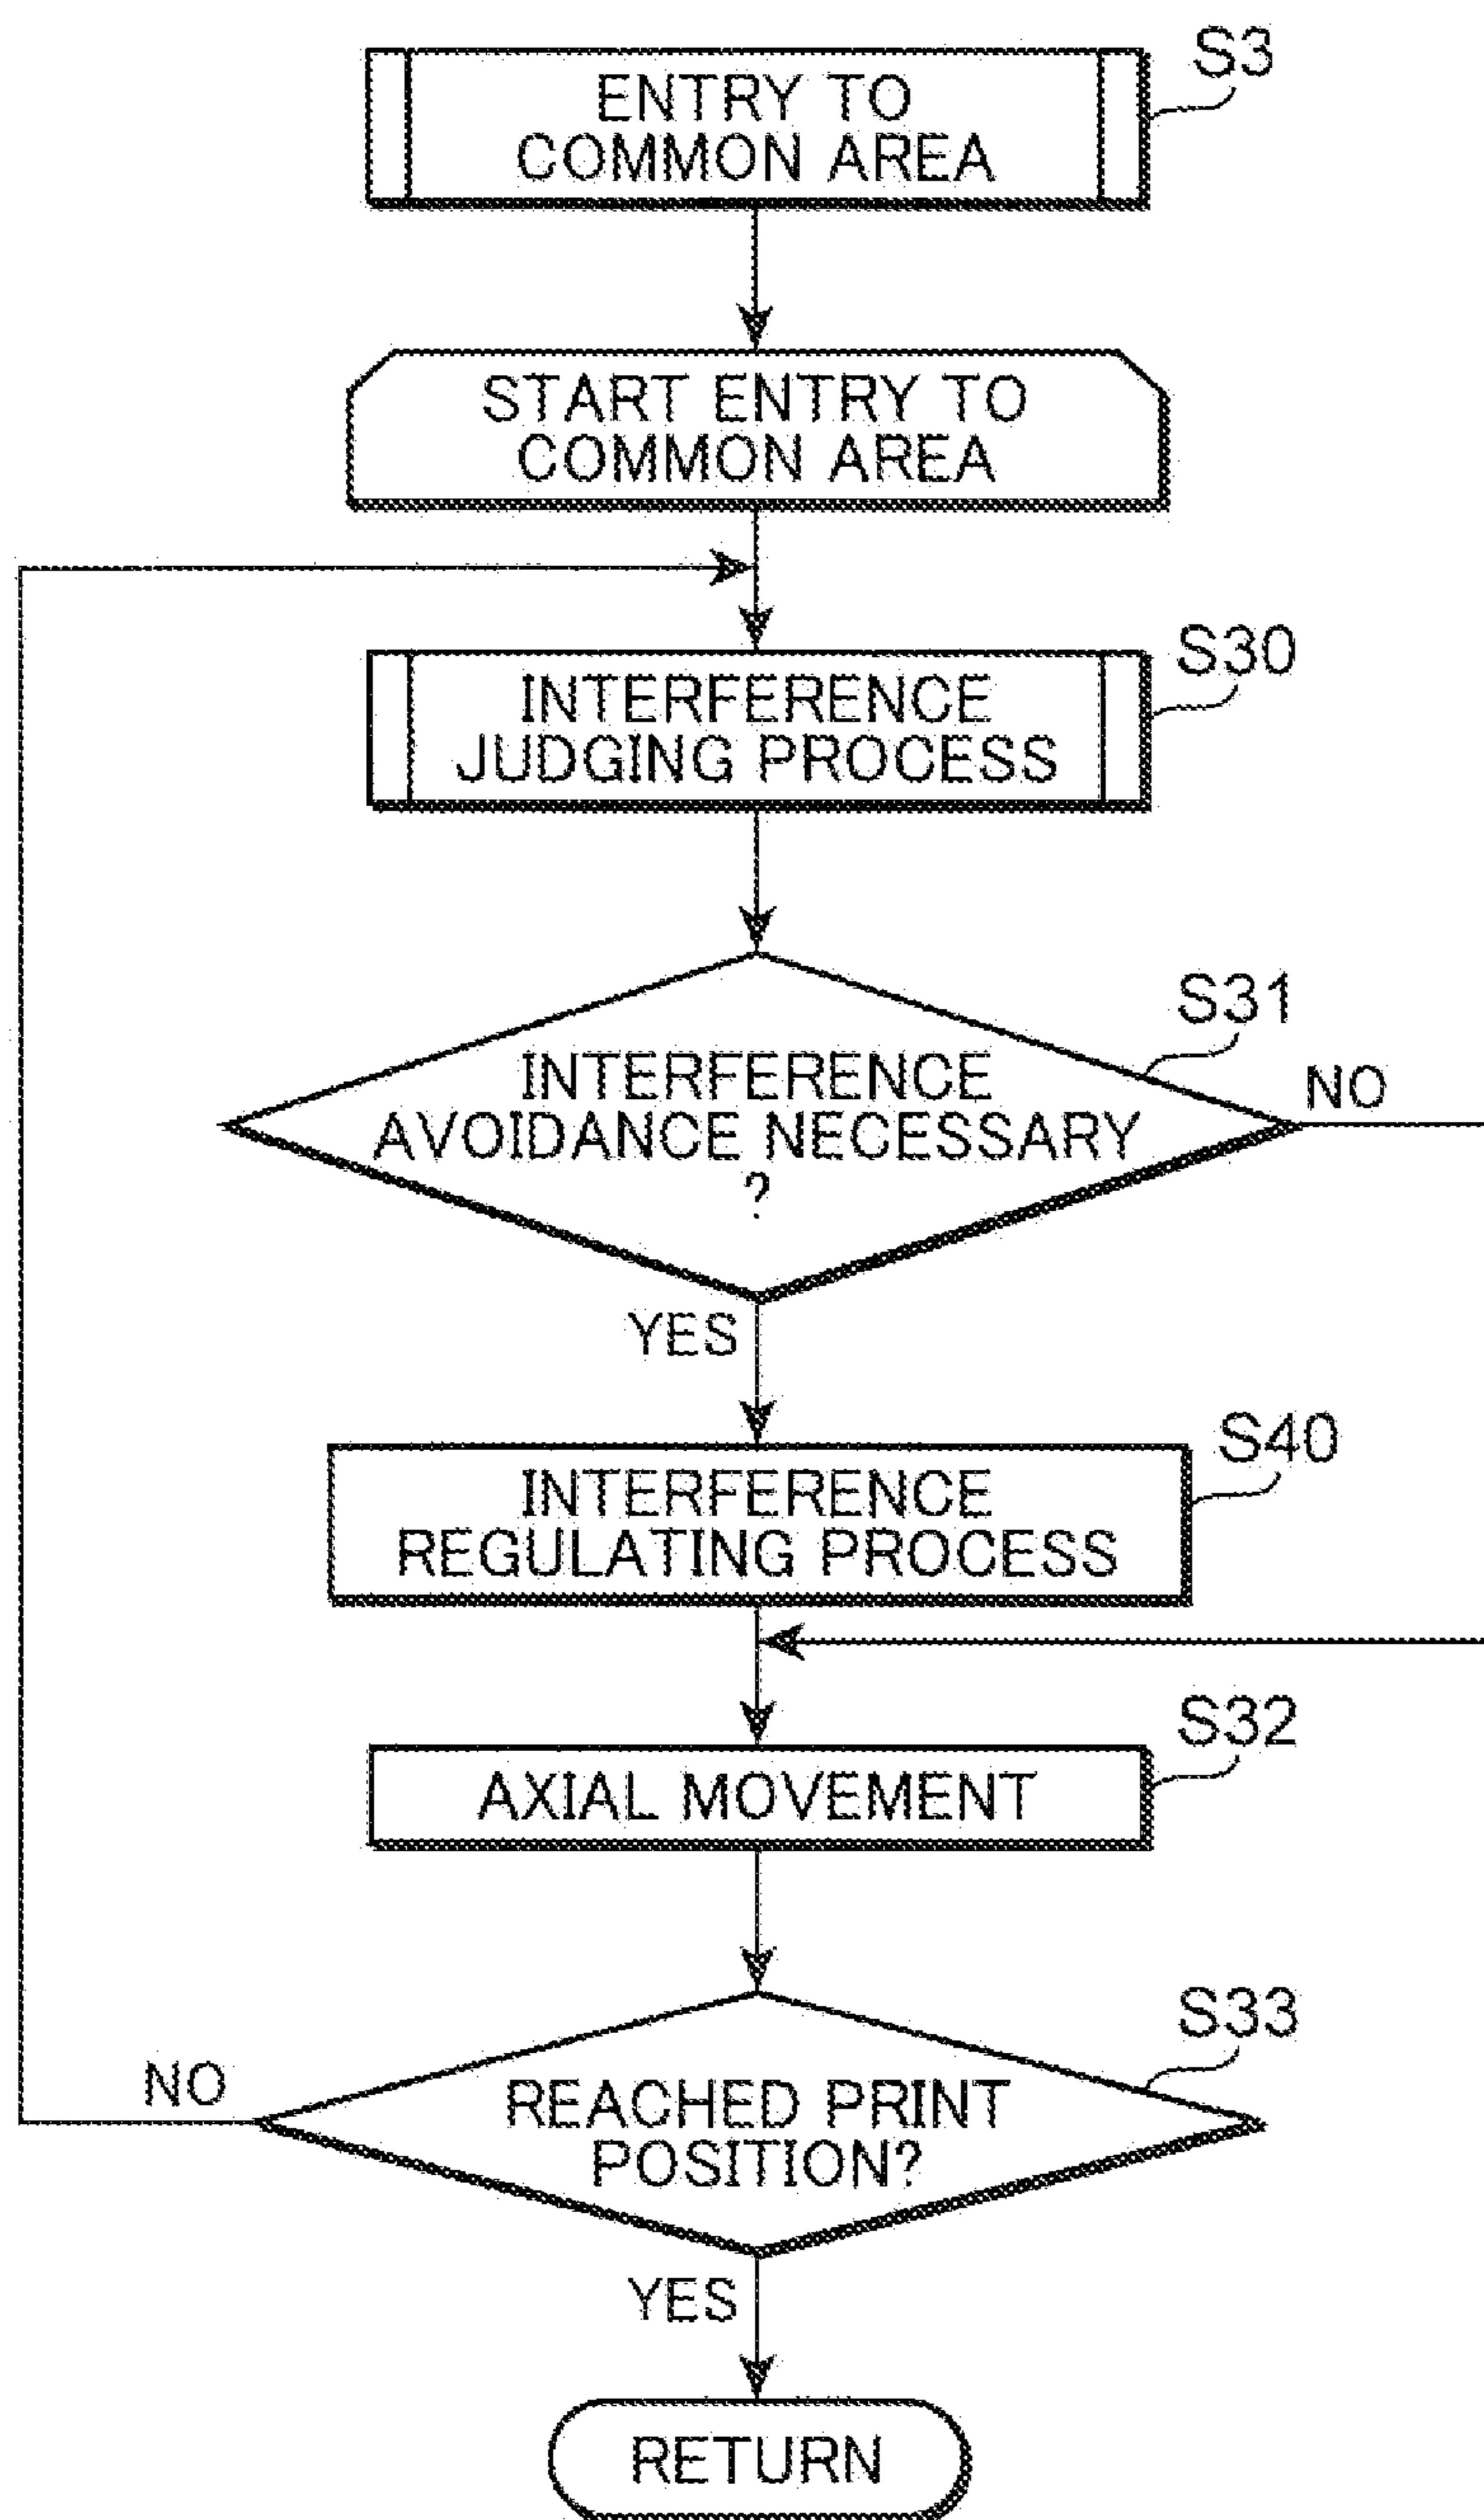 S3
ENTRY TO
COMMON AREA
START ENTRY TO
COMMON AREA
S30
INTERFERENCE
JUDGING PROCESS
S31
INTERFERENCE
AVOIDANCE NECESSARY
?
NO
YES
S40
INTERFERENCE
REGULATING PROCESS
S32
AXIAL MOVEMENT
S33
REACHED PRINT
POSITION?
NO
YES
RETURN